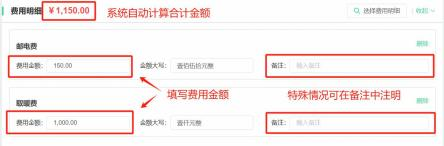 费用明细 ¥1,150.00 系统自动计算合计金额 选择费用明细 收起
邮电费 删除
费用金额： 150.00 金额大写： 壹佰伍拾元整 备注： 输入备注
填写费用金额 特殊情况可在备注中注明
取暖费 删除
费用金额： 1,000.00 金额大写： 壹仟元整 备注： 输入备注